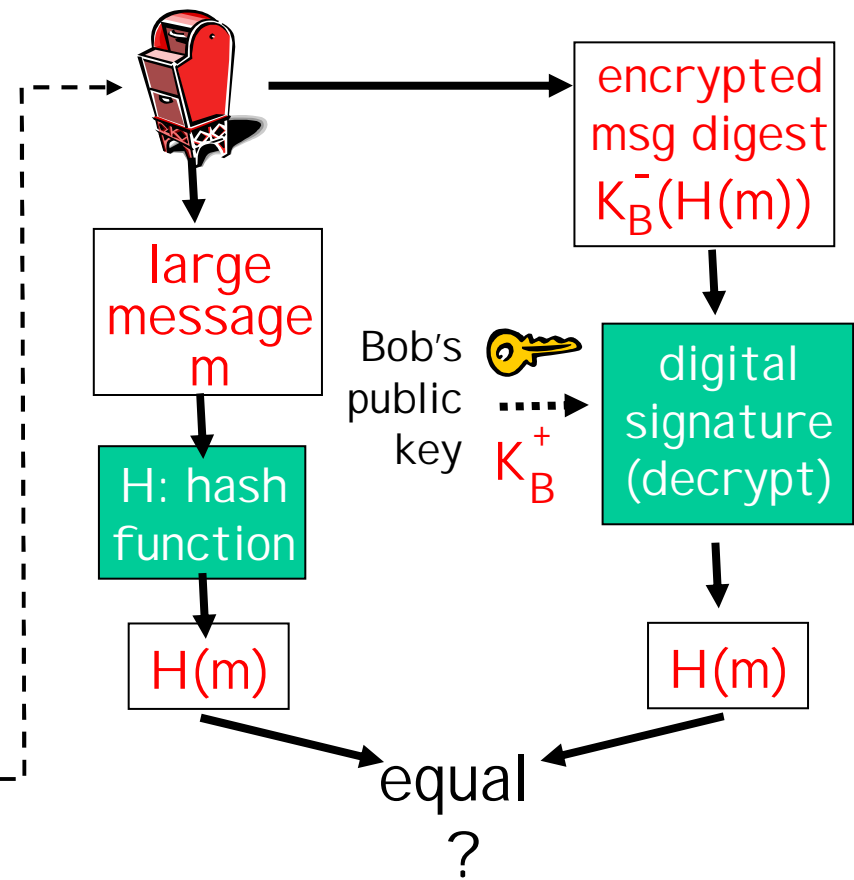 encrypted
msg digest
K_B^-(H(m))
large
message
m
Bob's
public
key
K_B^+
digital
signature
(decrypt)
H: hash
function
H(m)
H(m)
equal
?